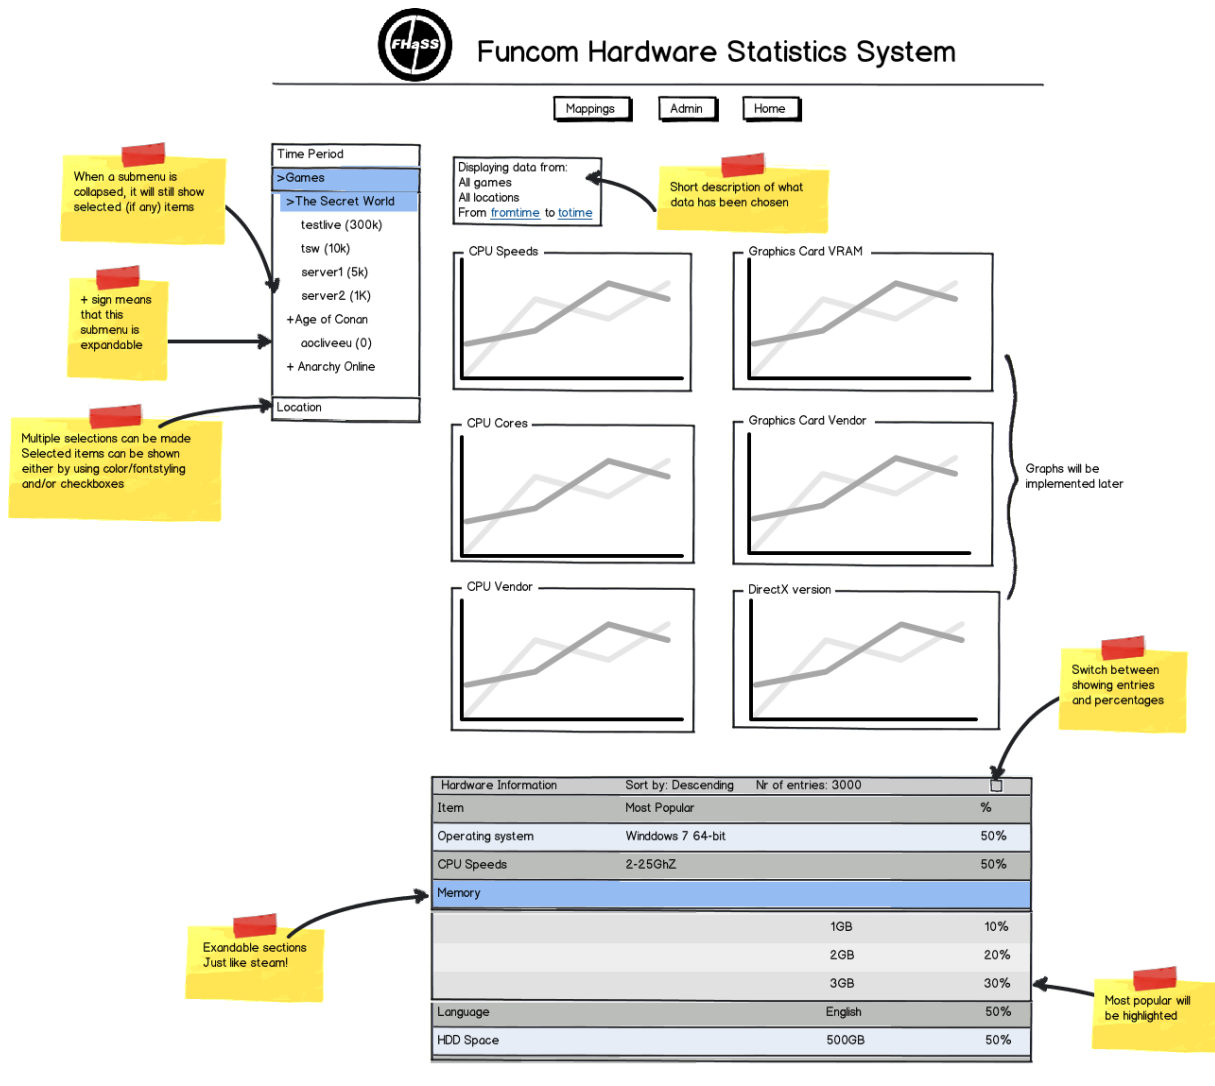 FHaSS
Funcom Hardware Statistics System
Mappings
Admin
Home
When a submenu is
collapsed, it will still show
selected (if any) items
+ sign means
that this
submenu is
expandable
Multiple selections can be made
Selected items can be shown
either by using color/fontstyling
and/or checkboxes
Time Period
>Games
>The Secret World
testlive (300k)
tsw (10k)
server1 (5k)
server2 (1K)
+Age of Conan
aocliveeu (0)
+ Anarchy Online
Location
Displaying data from:
All games
All locations
From fromtime to totime
Short description of what
data has been chosen
CPU Speeds
Graphics Card VRAM
CPU Cores
Graphics Card Vendor
CPU Vendor
DirectX version
Graphs will be
implemented later
Switch between
showing entries
and percentages
Hardware Information Sort by: Descending Nr of entries: 3000
Item Most Popular %
Operating system Winddows 7 64-bit 50%
CPU Speeds 2-25GhZ 50%
Memory
1GB 10%
2GB 20%
3GB 30%
Language English 50%
HDD Space 500GB 50%
Exandable sections
Just like steam!
Most popular will
be highlighted